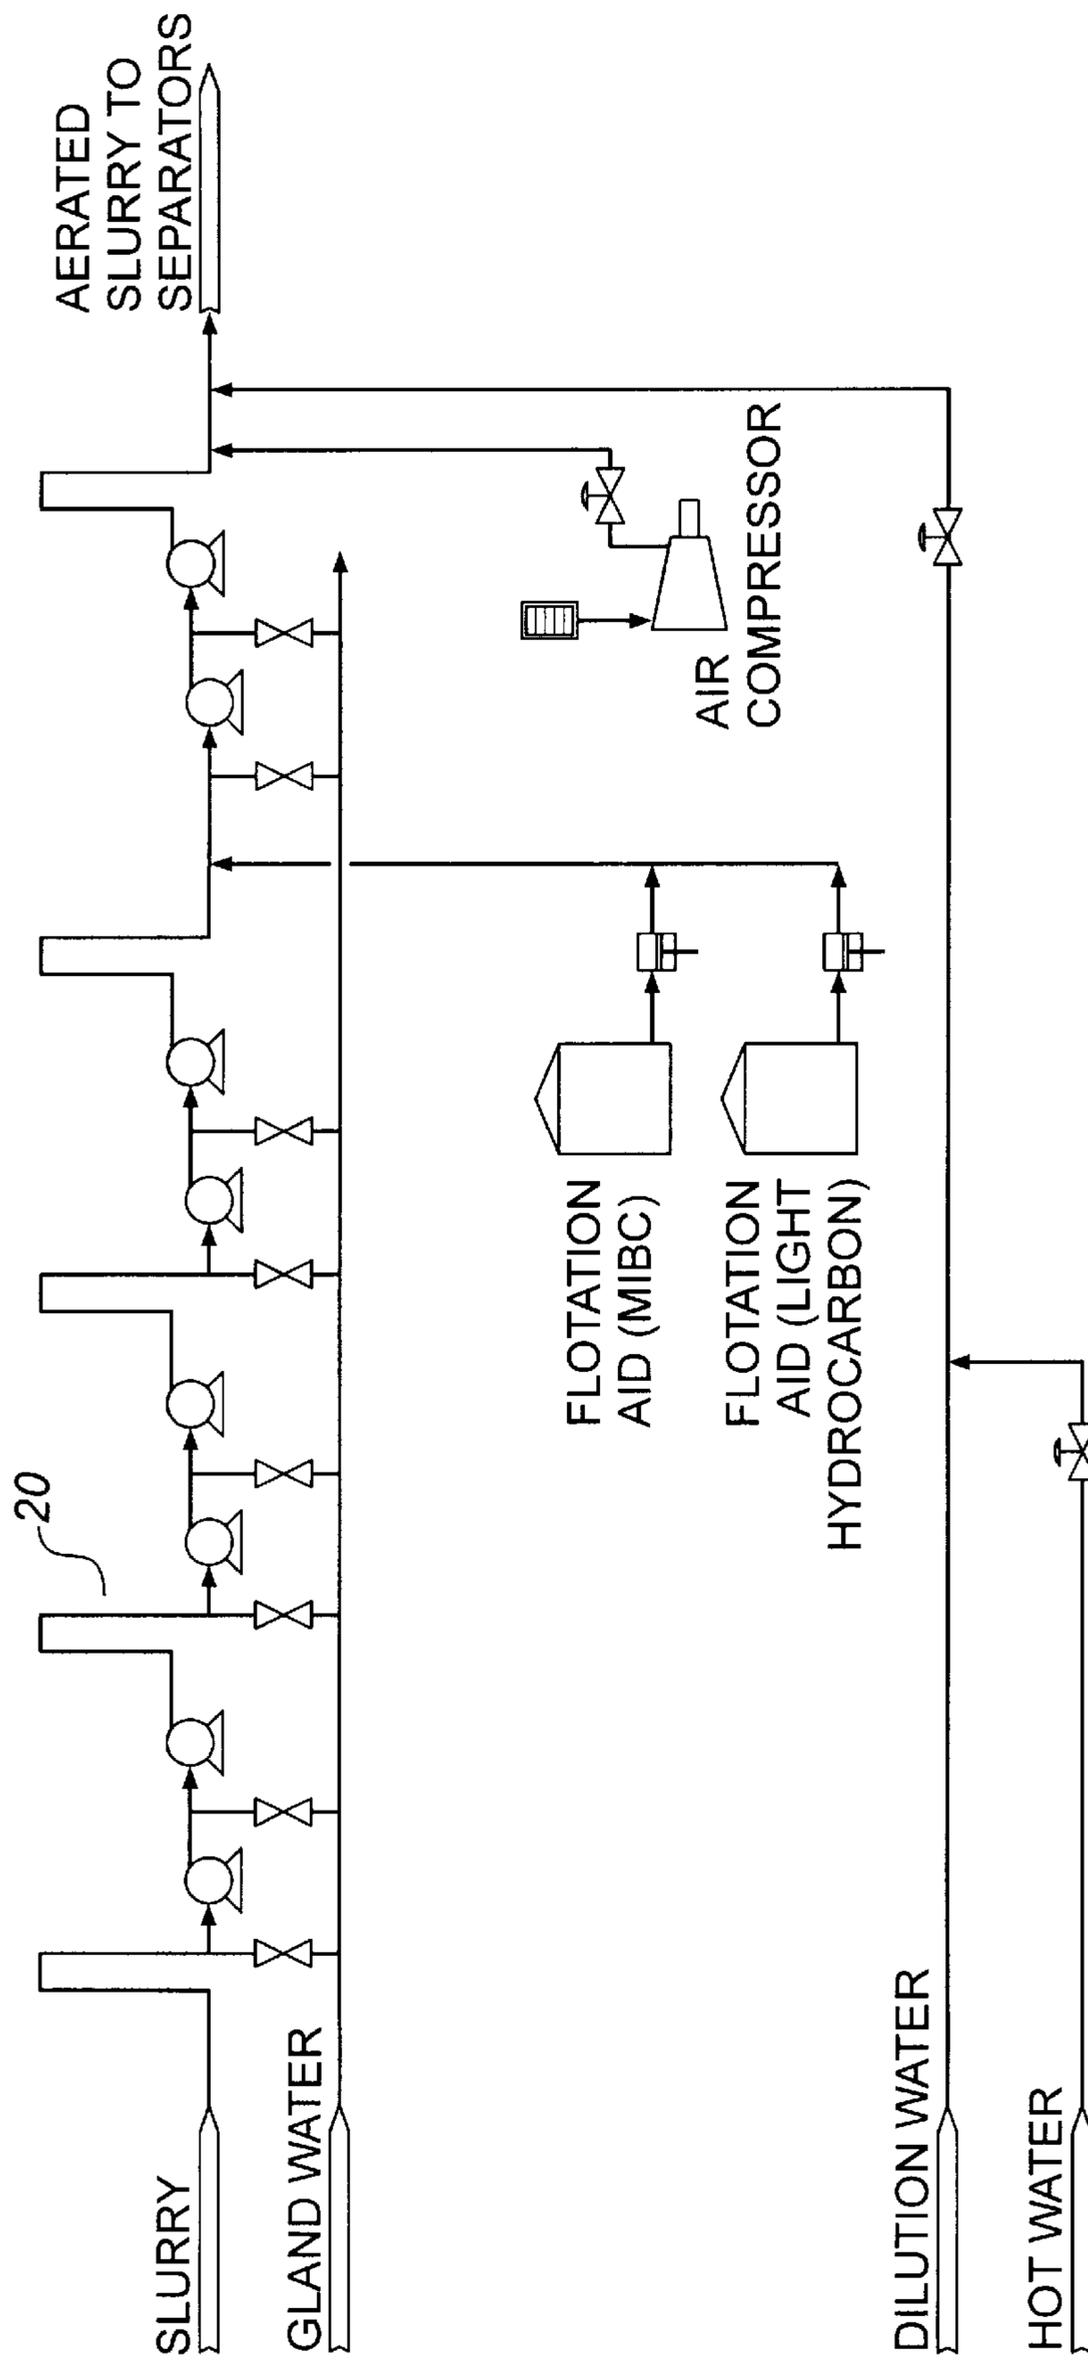 AERATED
SLURRY TO
SEPARATORS
20
SLURRY
GLAND WATER
FLOTATION
AID (MIBC)
FLOTATION
AID (LIGHT
HYDROCARBON)
AIR
COMPRESSOR
DILUTION WATER
HOT WATER